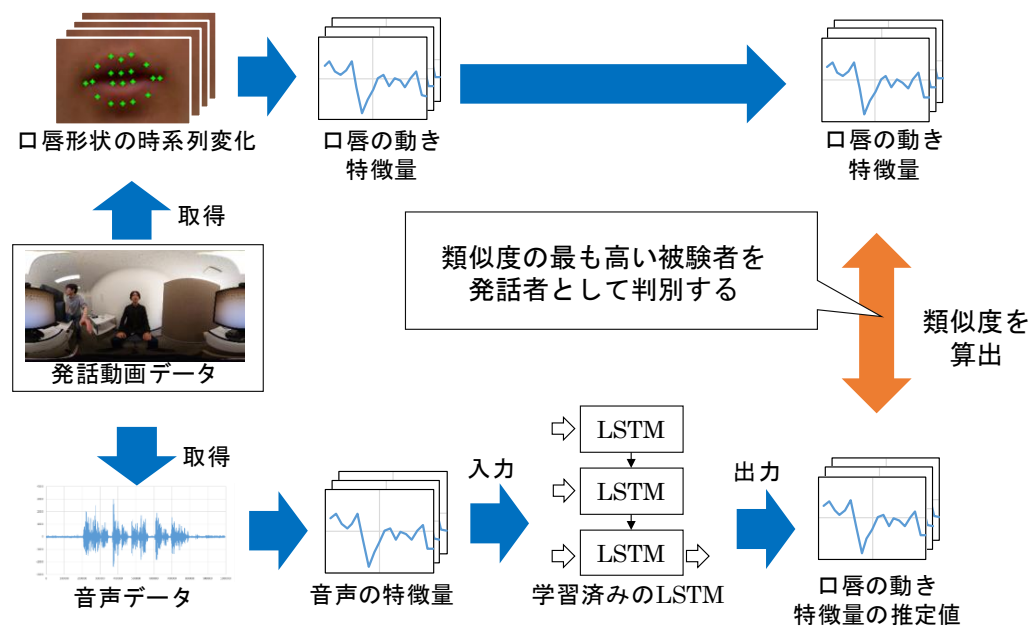 口唇形状の時系列変化
口唇の動き
特徴量
口唇の動き
特徴量
取得
類似度の最も高い被験者を
発話者として判別する
発話動画データ
類似度を
算出
取得
入力
LSTM
LSTM
LSTM
出力
音声データ
音声の特徴量
学習済みのLSTM
口唇の動き
特徴量の推定値